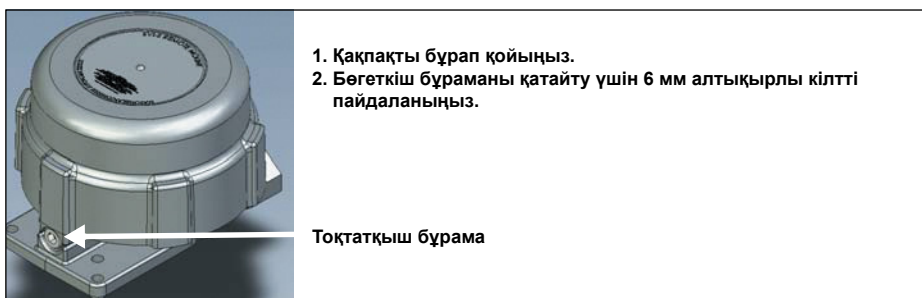 1. Қақпақты бұрап қойыңыз.
2. Бөгеткіш бұраманы қатайту үшін 6 мм алтықырлы кілтті
пайдаланыңыз.
Тоқтатқыш бұрама